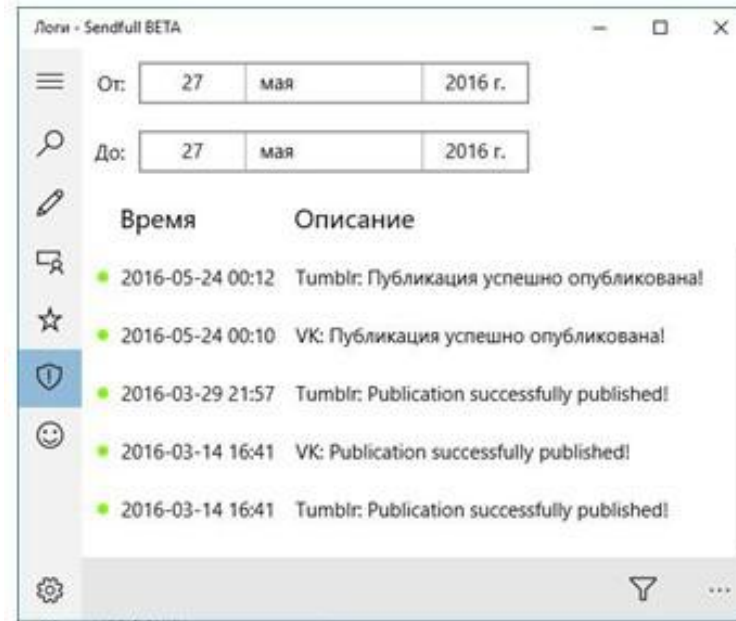 Логи - Sendfull BETA
От: 27 мая 2016 г.
До: 27 мая 2016 г.
Время Описание
2016-05-24 00:12 Tumblr: Публикация успешно опубликована!
2016-05-24 00:10 VK: Публикация успешно опубликована!
2016-03-29 21:57 Tumblr: Publication successfully published!
2016-03-14 16:41 VK: Publication successfully published!
2016-03-14 16:41 Tumblr: Publication successfully published!